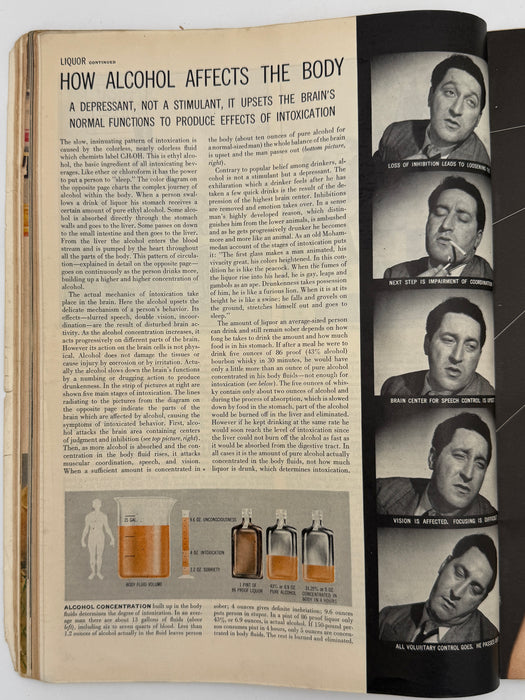 LIQUOR CONTINUED
HOW ALCOHOL AFFECTS THE BODY
A DEPRESSANT, NOT A STIMULANT, IT UPSETS THE BRAIN'S
NORMAL FUNCTIONS TO PRODUCE EFFECTS OF INTOXICATION
The slow, insinuating pattern of intoxication is
caused by the colorless, nearly odorless fluid
which chemists label C₂H₅OH. This is ethyl alco-
hol, the basic ingredient of all intoxicating bev-
erages. Like ether or chloroform it has the power
to put a person to "sleep." The color diagram on
the opposite page charts the complex journey of
alcohol within the body. When a person swal-
lows a drink of liquor his stomach receives a
certain amount of pure ethyl alcohol. Some alco-
hol is absorbed directly through the stomach
walls and goes to the liver. Some passes on down
to the small intestine and then goes to the liver.
From the liver the alcohol enters the blood
stream and is pumped by the heart throughout
all the parts of the body. This pattern of circula-
tion—explained in detail on the opposite page—
goes on continuously as the person drinks more,
building up a higher and higher concentration of
alcohol.
The actual mechanics of intoxication take
place in the brain. Here the alcohol upsets the
delicate mechanism of a person's behavior. Its
effects—slurred speech, double vision, incoor-
dination—are the result of disturbed brain ac-
tivity. As the alcohol concentration increases, it
acts progressively on different parts of the brain.
However its action on the brain cells is not phys-
ical. Alcohol does not damage the tissues or
cause injury by corrosion or by irritation. Actu-
ally the alcohol slows down the brain's functions
by a numbing or drugging action to produce
drunkenness. In the strip of pictures at right are
shown five main stages of intoxication. The lines
radiating to the pictures from the diagram on
the opposite page indicate the parts of the
brain which are affected by alcohol, causing the
symptoms of intoxicated behavior. First, alco-
hol attacks the brain area containing centers
of judgment and inhibition (see top picture, right).
Then, as more alcohol is absorbed and the con-
centration in the body fluid rises, it attacks
muscular coordination, speech, and vision.
When a sufficient amount is concentrated in
the body (about ten ounces of pure alcohol for
a normal-sized man) the whole balance of the brain
is upset and the man passes out (bottom picture,
right).
Contrary to popular belief among drinkers, al-
cohol is not a stimulant but a depressant. The
exhilaration which a drinker feels after he has
taken a few quick drinks is the result of the de-
pression of the highest brain center. Inhibitions
are removed and emotion takes over. In a sense
man's highly developed reason, which distin-
guishes him from the lower animals, is ambushed
and as he gets progressively drunker he becomes
more and more like an animal. As an old Moham-
medan account of the stages of intoxication puts
it: "The first glass makes a man animated, his
vivacity great, his colors heightened. In this con-
dition he is like the peacock. When the fumes of
the liquor rise into his head, he is gay, leaps and
gambols as an ape. Drunkenness takes possession
of him, he is like a furious lion. When it is at its
height he is like a swine; he falls and grovels on
the ground, stretches himself out and goes to
sleep."
The amount of liquor an average-sized person
can drink and still remain sober depends on how
long he takes to drink the amount and how much
food is in his stomach. If after a meal he were to
drink five ounces of 86 proof (43% alcohol)
bourbon whisky in 30 minutes, he would have
only a little more than an ounce of pure alcohol
concentrated in his body fluids—not enough for
intoxication (see below). The five ounces of whis-
ky contain only about two ounces of alcohol and
during the process of absorption, which is slowed
down by food in the stomach, part of the alcohol
would be burned off in the liver and eliminated.
However if he kept drinking at the same rate he
would soon reach the level of intoxication since
the liver could not burn off the alcohol as fast as
it would be absorbed from the digestive tract. In
all cases it is the amount of pure alcohol actually
concentrated in the body fluids, not how much
liquor is drunk, which determines intoxication.
LOSS OF INHIBITION LEADS TO
NEXT STEP IS IMPAIRMENT OF
BRAIN CENTER FOR SPEECH CONTROL IS
VISION IS AFFECTED. FOCUSING IS
ALL VOLUNTARY CONTROL GOES. HE
GAL.
BODY FLUID VOLUME
9.6 OZ. UNCONSCIOUSNESS
4 OZ. INTOXICATION
1.2 OZ. SOBRIETY
1 PINT OF
86 PROOF LIQUOR
43% or 6.9 OZ.
PURE ALCOHOL
OZ.
CONCENTRATED
IN BODY IN 4 HOURS
ALCOHOL CONCENTRATION built up in the body
fluids determines the degree of intoxication. In an aver-
age man there are about 13 gallons of fluids (above
left), including six to seven quarts of blood. Less than
1.2 ounces of alcohol actually in the fluid leaves person
sober; 4 ounces gives definite inebriation; 9.6 ounces
puts person in stupor. In a pint of 86 proof liquor only
43%, or 6.9 ounces, is actual alcohol. If 150-pound per-
son consumes pint in 4 hours, only 5 ounces are concen-
trated in body fluids. The rest is burned and eliminated.